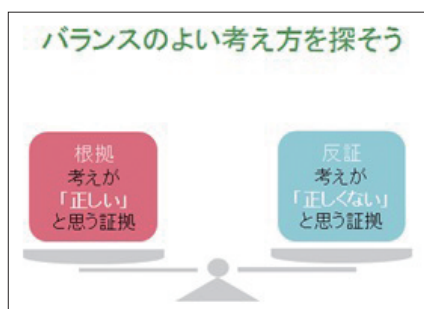 バランスのよい考え方を探そう
根拠
考えが
「正しい」
と思う証拠
反証
考えが
「正しくない」
と思う証拠